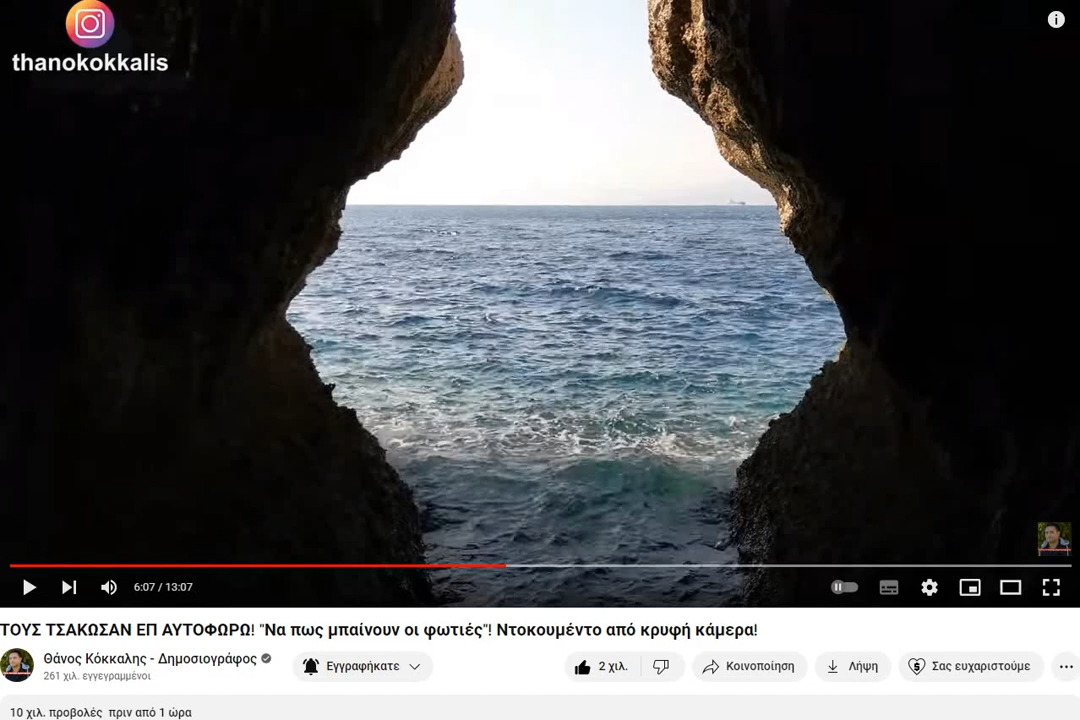 thanokokkalis
6:07 / 13:07
ΤΟΥΣ ΤΣΑΚΩΣΑΝ ΕΠ ΑΥΤΟΦΩΡΩ! "Να πως μπαίνουν οι φωτιές"! Ντοκουμέντο από κρυφή κάμερα!
Θάνος Κόκκαλης - Δημοσιογράφος
261 χιλ. εγγεγραμμένοι
Εγγραφήκατε
2 χιλ.
Κοινοποίηση
Λήψη
Σας ευχαριστούμε
10 χιλ. προβολές πριν από 1 ώρα